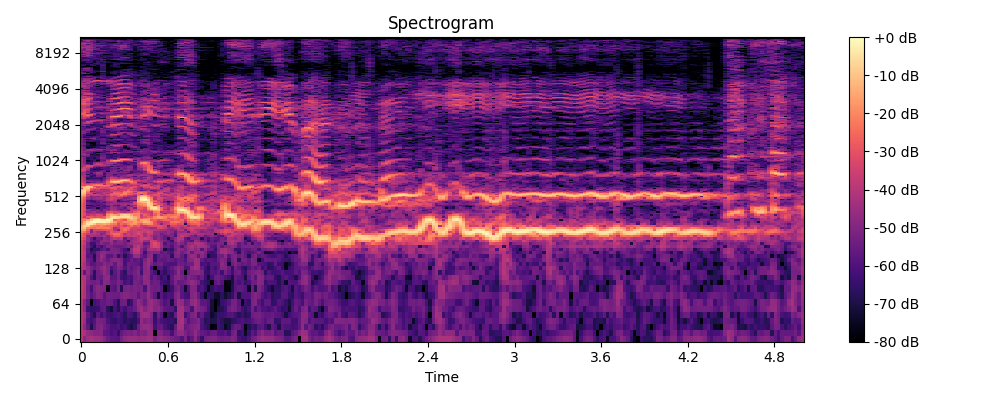 Spectrogram
Frequency
8192
4096
2048
1024
512
256
128
64
0
0 0.6 1.2 1.8 2.4 3 3.6 4.2 4.8
Time
+0 dB
-10 dB
-20 dB
-30 dB
-40 dB
-50 dB
-60 dB
-70 dB
-80 dB